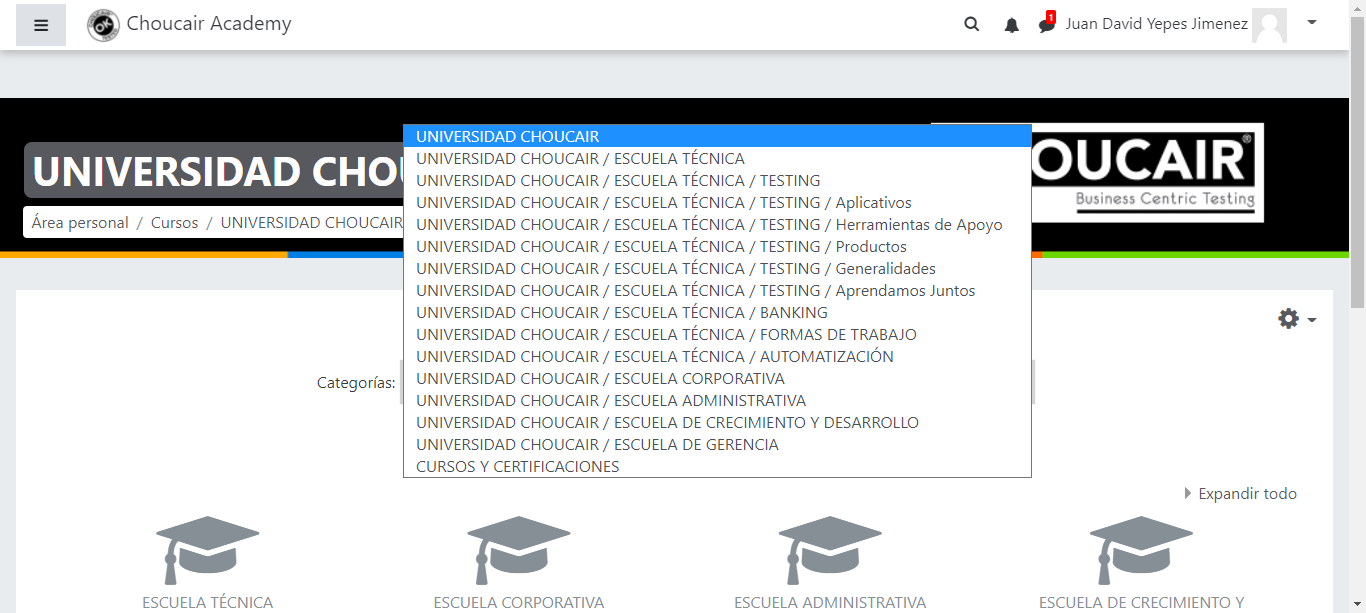 Choucair Academy
1
Juan David Yepes Jimenez
UNIVERSIDAD CHOU
OUCAIR®
Business Centric Testing
Área personal / Cursos / UNIVERSIDAD CHOUCAIR
UNIVERSIDAD CHOUCAIR
UNIVERSIDAD CHOUCAIR / ESCUELA TÉCNICA
UNIVERSIDAD CHOUCAIR / ESCUELA TÉCNICA / TESTING
UNIVERSIDAD CHOUCAIR / ESCUELA TÉCNICA / TESTING / Aplicativos
UNIVERSIDAD CHOUCAIR / ESCUELA TÉCNICA / TESTING / Herramientas de Apoyo
UNIVERSIDAD CHOUCAIR / ESCUELA TÉCNICA / TESTING / Productos
UNIVERSIDAD CHOUCAIR / ESCUELA TÉCNICA / TESTING / Generalidades
UNIVERSIDAD CHOUCAIR / ESCUELA TÉCNICA / TESTING / Aprendamos Juntos
UNIVERSIDAD CHOUCAIR / ESCUELA TÉCNICA / BANKING
UNIVERSIDAD CHOUCAIR / ESCUELA TÉCNICA / FORMAS DE TRABAJO
UNIVERSIDAD CHOUCAIR / ESCUELA TÉCNICA / AUTOMATIZACIÓN
UNIVERSIDAD CHOUCAIR / ESCUELA CORPORATIVA
UNIVERSIDAD CHOUCAIR / ESCUELA ADMINISTRATIVA
UNIVERSIDAD CHOUCAIR / ESCUELA DE CRECIMIENTO Y DESARROLLO
UNIVERSIDAD CHOUCAIR / ESCUELA DE GERENCIA
CURSOS Y CERTIFICACIONES
Categorías:
Expandir todo
ESCUELA TÉCNICA
ESCUELA CORPORATIVA
ESCUELA ADMINISTRATIVA
ESCUELA DE CRECIMIENTO Y